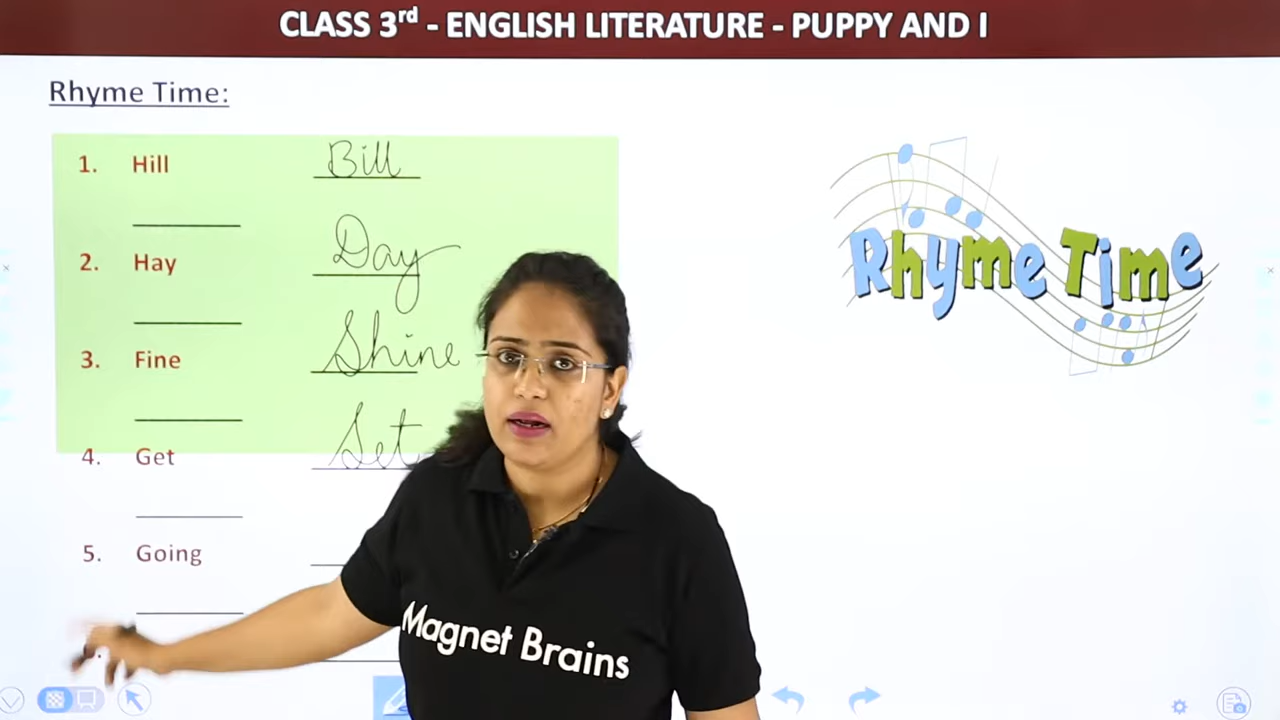 CLASS 3rd - ENGLISH LITERATURE - PUPPY AND I
Rhyme Time:
1. Hill Bill
2. Hay Day
3. Fine Shine
4. Get Set
5. Going
Rhyme Time
Magnet Brains